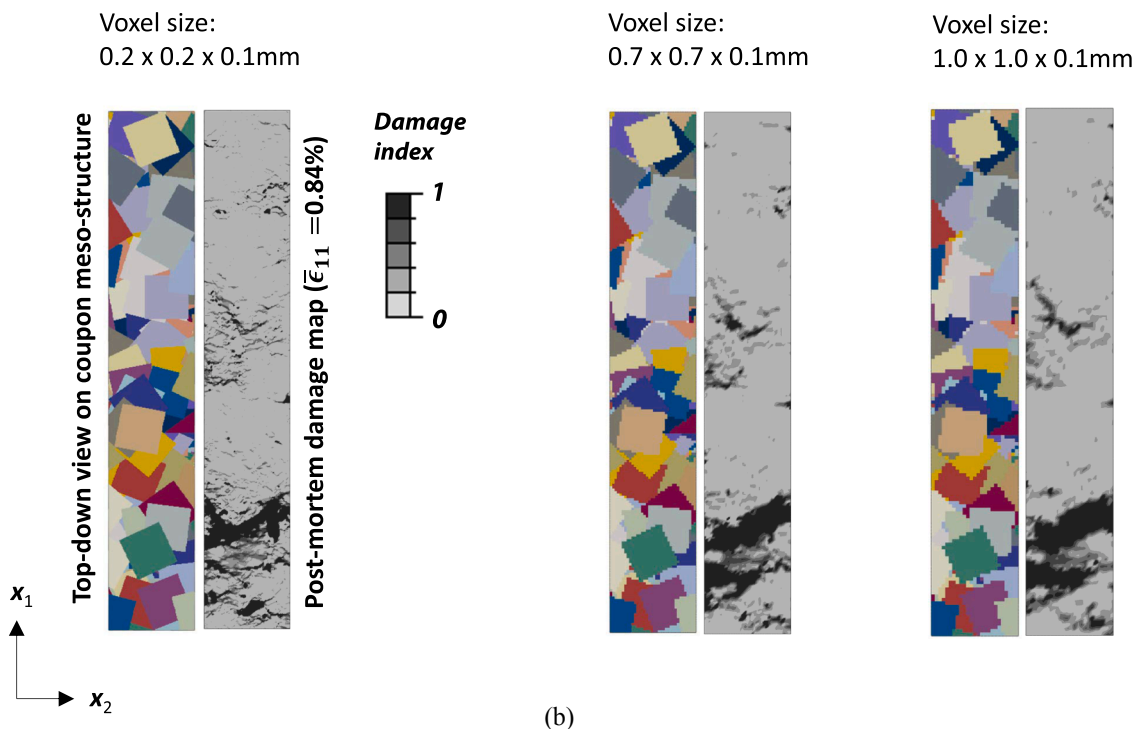 Voxel size:
0.2 x 0.2 x 0.1mm
Voxel size:
0.7 x 0.7 x 0.1mm
Voxel size:
1.0 x 1.0 x 0.1mm
Top-down view on coupon meso-structure
Post-mortem damage map (ϵ̄₁₁ =0.84%)
Damage
index
1
0
x₁
x₂
(b)